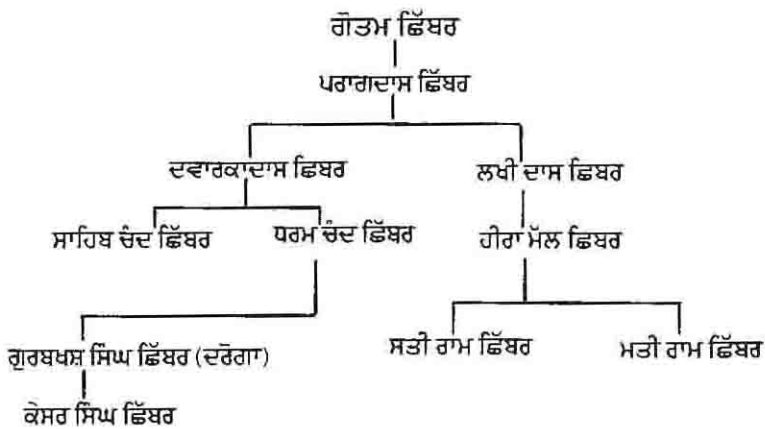 ਗੌਤਮ ਛਿੱਬਰ
ਪਰਾਗਦਾਸ ਛਿੱਬਰ
ਦਵਾਰਕਾਦਾਸ ਛਿਬਰ
ਲਖੀ ਦਾਸ ਛਿਬਰ
ਸਾਹਿਬ ਚੰਦ ਛਿੱਬਰ
ਧਰਮ ਚੰਦ ਛਿੱਬਰ
ਹੀਰਾ ਮੱਲ ਛਿਬਰ
ਗੁਰਬਖਸ਼ ਸਿੰਘ ਛਿੱਬਰ (ਦਰੋਗਾ)
ਸਤੀ ਰਾਮ ਛਿੱਬਰ
ਮਤੀ ਰਾਮ ਛਿੱਬਰ
ਕੇਸਰ ਸਿੰਘ ਛਿੱਬਰ